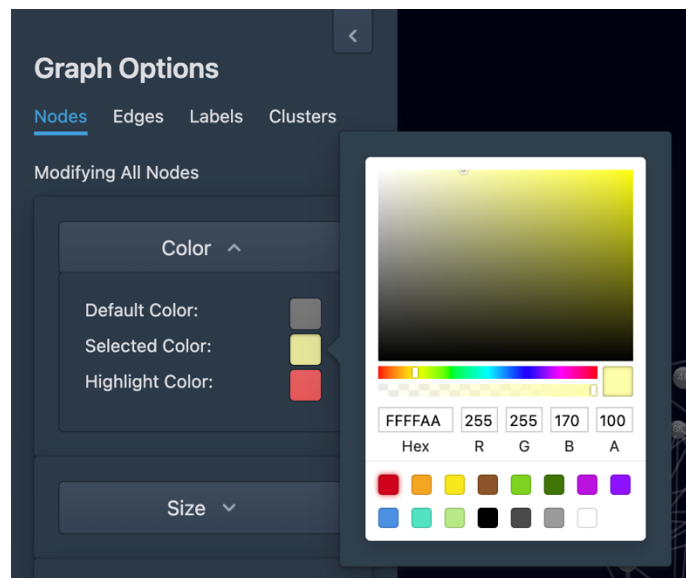 Graph Options
Nodes Edges Labels Clusters
Modifying All Nodes
Color
Default Color:
Selected Color:
Highlight Color:
Size
FFFFAA 255 255 170 100
Hex R G B A